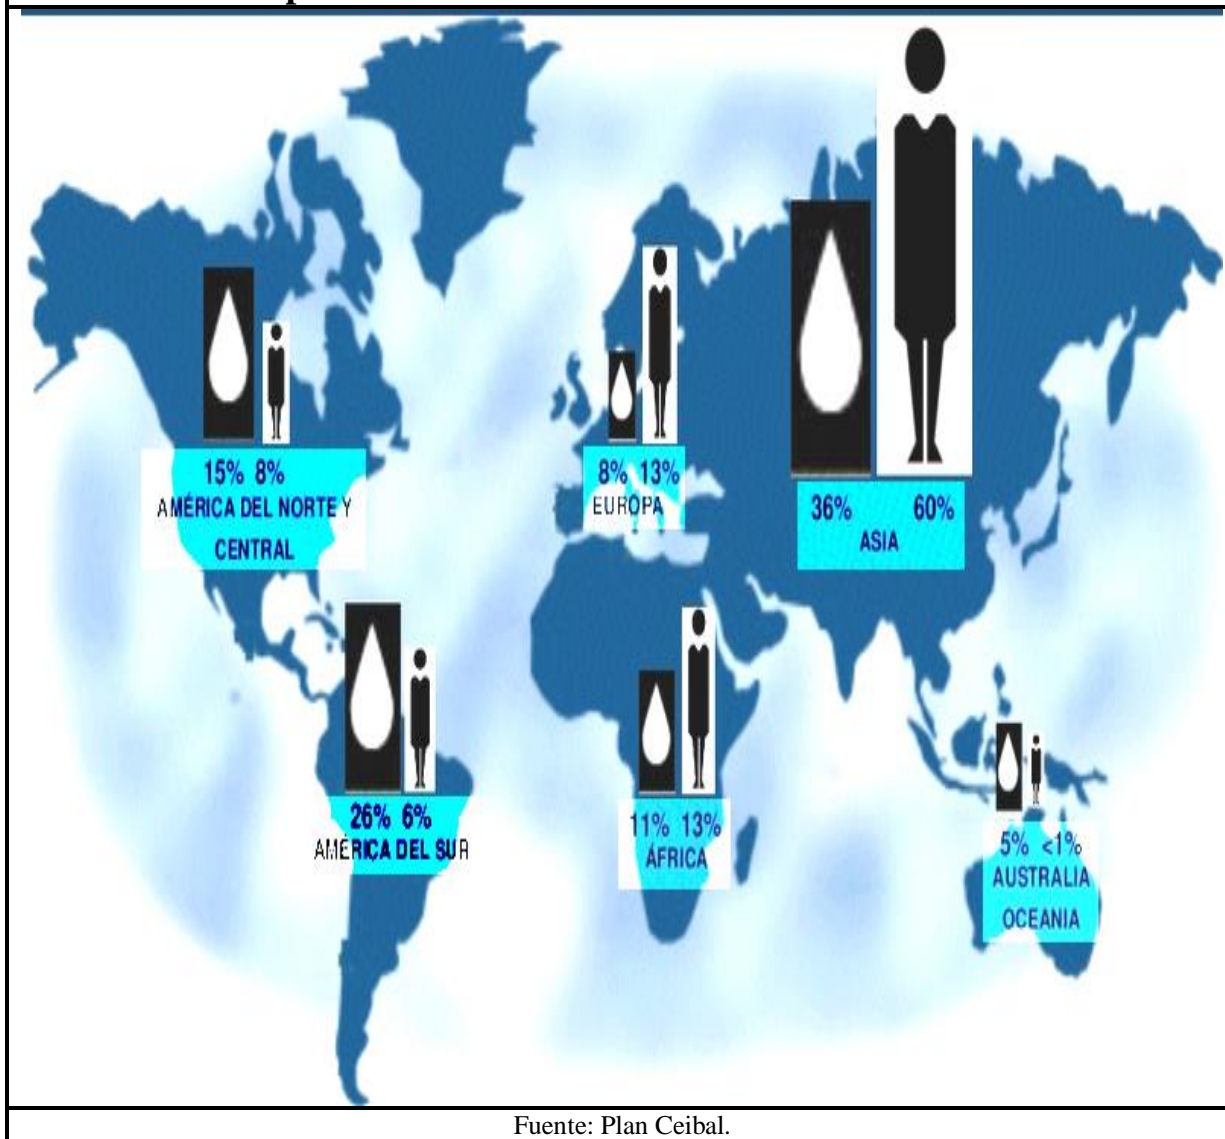 15% 8%
AMÉRICA DEL NORTE Y
CENTRAL
8% 13%
EUROPA
36% 60%
ASIA
26% 6%
AMÉRICA DEL SUR
11% 13%
ÁFRICA
5% <1%
AUSTRALIA
OCEANIA
Fuente: Plan Ceibal.